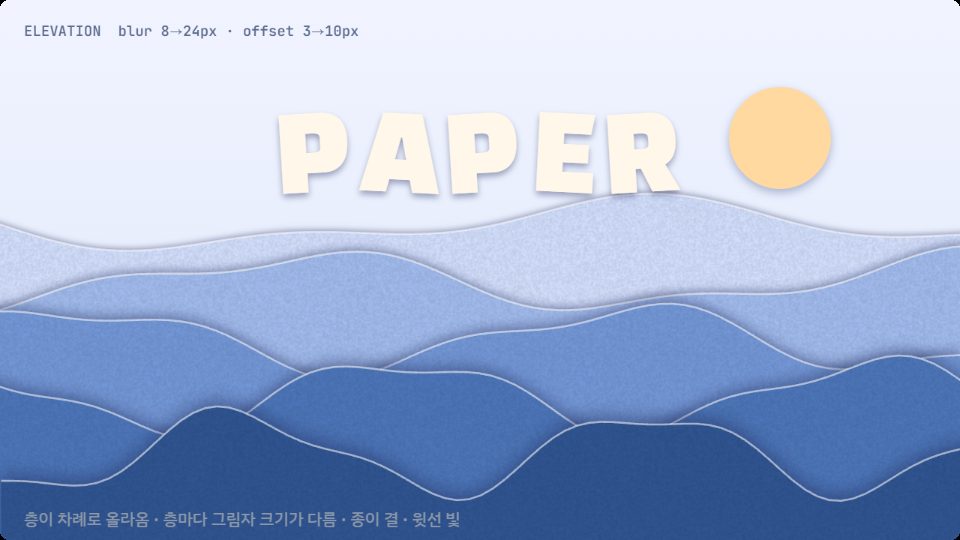 ELEVATION blur 8→24px · offset 3→10px
PAPER
층이 차례로 올라옴 · 층마다 그림자 크기가 다름 · 종이 결 · 윗선 빛